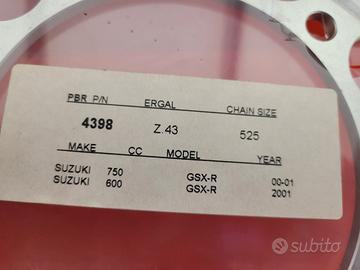 PBR P/N ERGAL CHAIN SIZE
4398 Z.43 525
MAKE CC MODEL YEAR
SUZUKI 750 GSX-R 00-01
SUZUKI 600 GSX-R 2001
subito